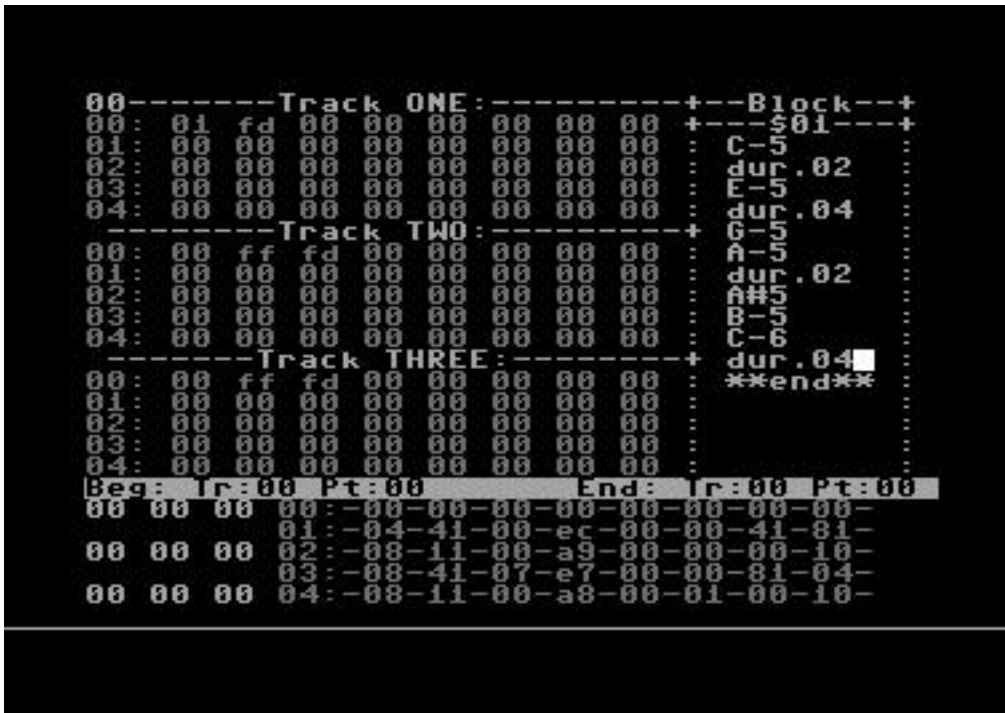 00-------Track ONE:---------+--Block--+
00: 01 fd 00 00 00 00 00 00 +---$01---+
01: 00 00 00 00 00 00 00 00 : C-5 :
02: 00 00 00 00 00 00 00 00 : dur.02 :
03: 00 00 00 00 00 00 00 00 : E-5 :
04: 00 00 00 00 00 00 00 00 : dur.04 :
-------Track TWO:---------+ G-5 :
00: 00 ff fd 00 00 00 00 00 : A-5 :
01: 00 00 00 00 00 00 00 00 : dur.02 :
02: 00 00 00 00 00 00 00 00 : A#5 :
03: 00 00 00 00 00 00 00 00 : B-5 :
04: 00 00 00 00 00 00 00 00 : C-6 :
-------Track THREE:--------+ dur.04 :
00: 00 ff fd 00 00 00 00 00 : **end** :
01: 00 00 00 00 00 00 00 00 : :
02: 00 00 00 00 00 00 00 00 : :
03: 00 00 00 00 00 00 00 00 : :
04: 00 00 00 00 00 00 00 00 : :
Beg: Tr:00 Pt:00 End: Tr:00 Pt:00
00 00 00 00:-00-00-00-00-00-00-00-00-
01:-04-41-00-ec-00-00-41-81-
00 00 00 02:-08-11-00-a9-00-00-00-10-
03:-08-41-07-e7-00-00-81-04-
00 00 00 04:-08-11-00-a8-00-01-00-10-